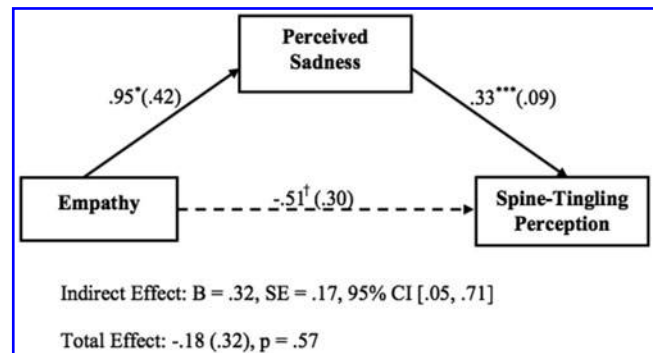 Perceived
Sadness
.95*(.42)
.33***(.09)
Empathy
-.51†(.30)
Spine-Tingling
Perception
Indirect Effect: B = .32, SE = .17, 95% CI [.05, .71]
Total Effect: -.18 (.32), p = .57